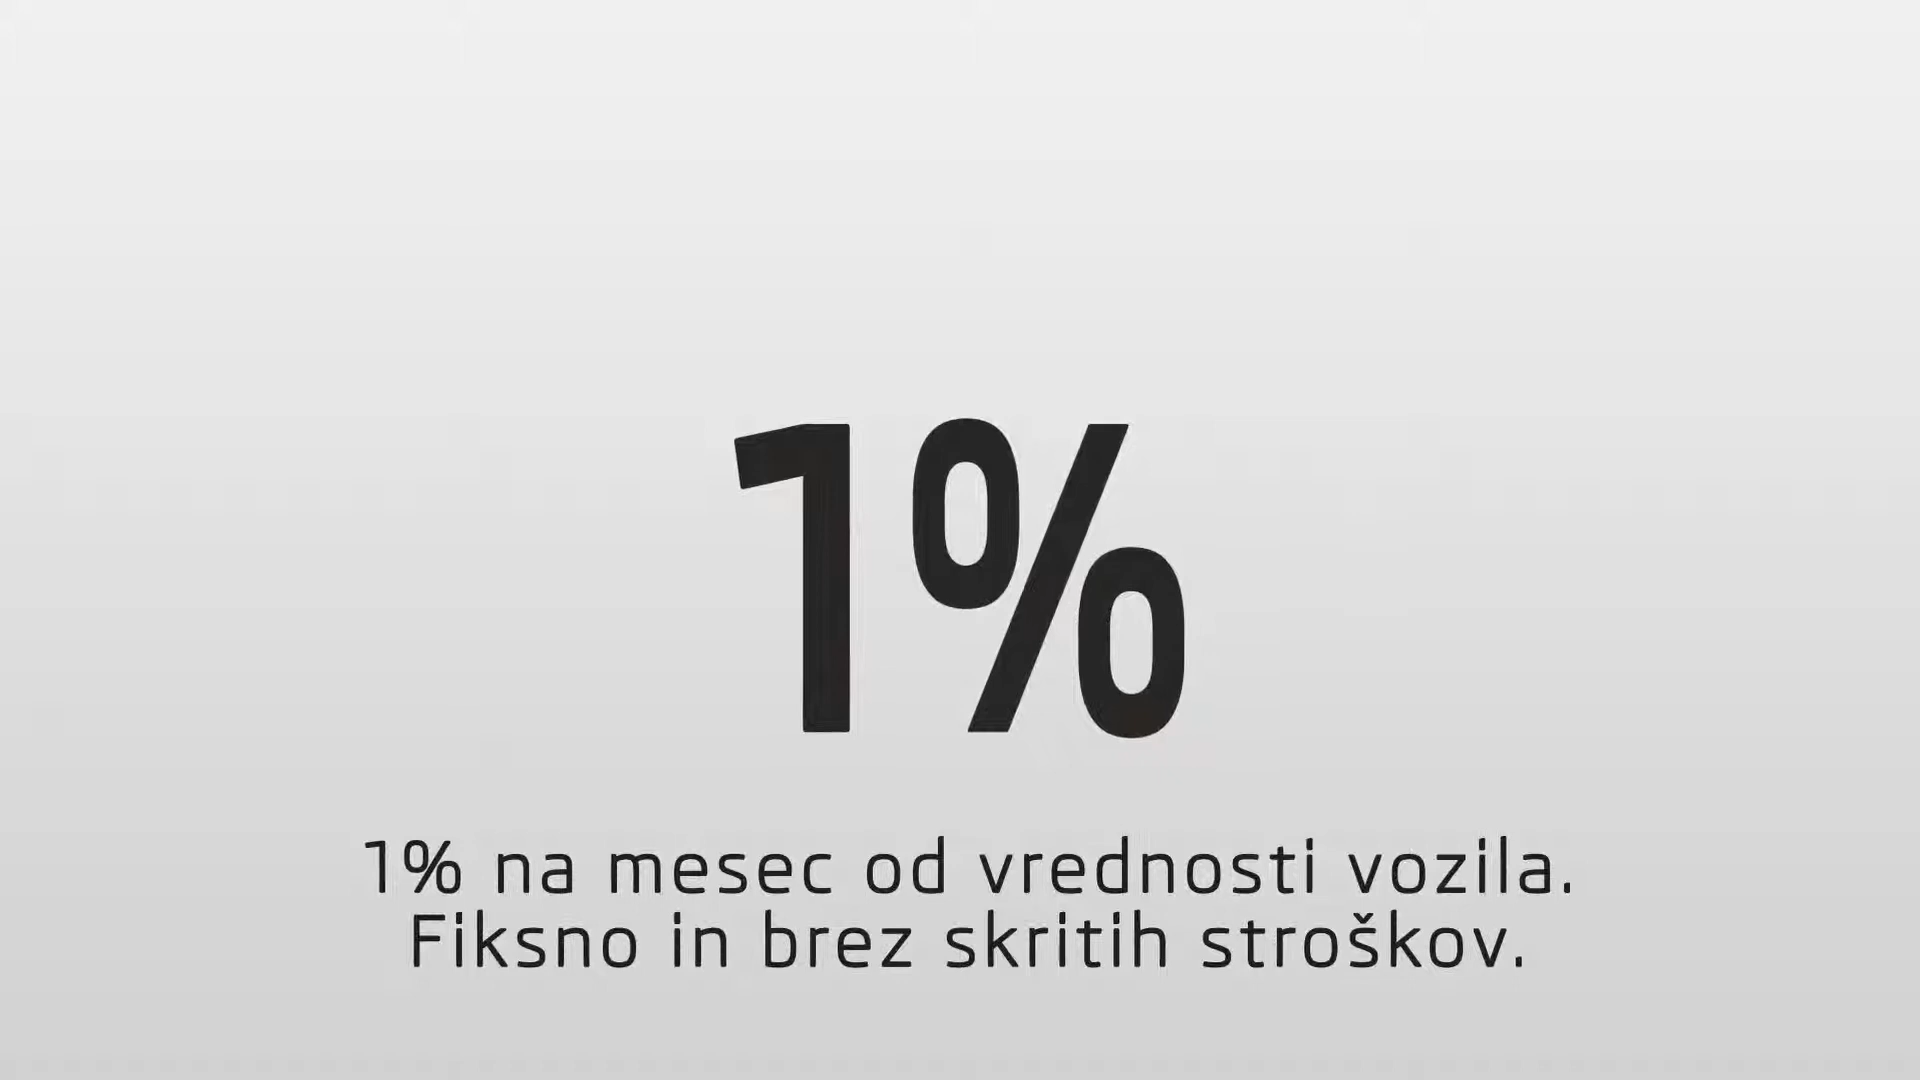 1%
1% na mesec od vrednosti vozila.
Fiksno in brez skritih stroškov.